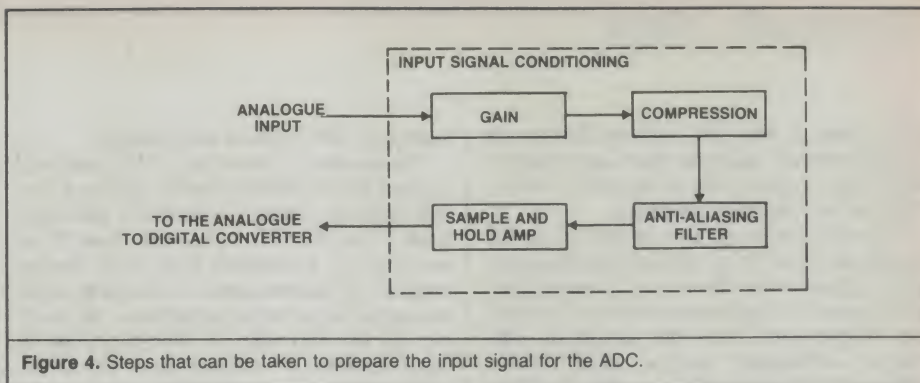 INPUT SIGNAL CONDITIONING
ANALOGUE
INPUT
GAIN
COMPRESSION
TO THE ANALOGUE
TO DIGITAL CONVERTER
SAMPLE AND
HOLD AMP
ANTI-ALIASING
FILTER
Figure 4. Steps that can be taken to prepare the input signal for the ADC.